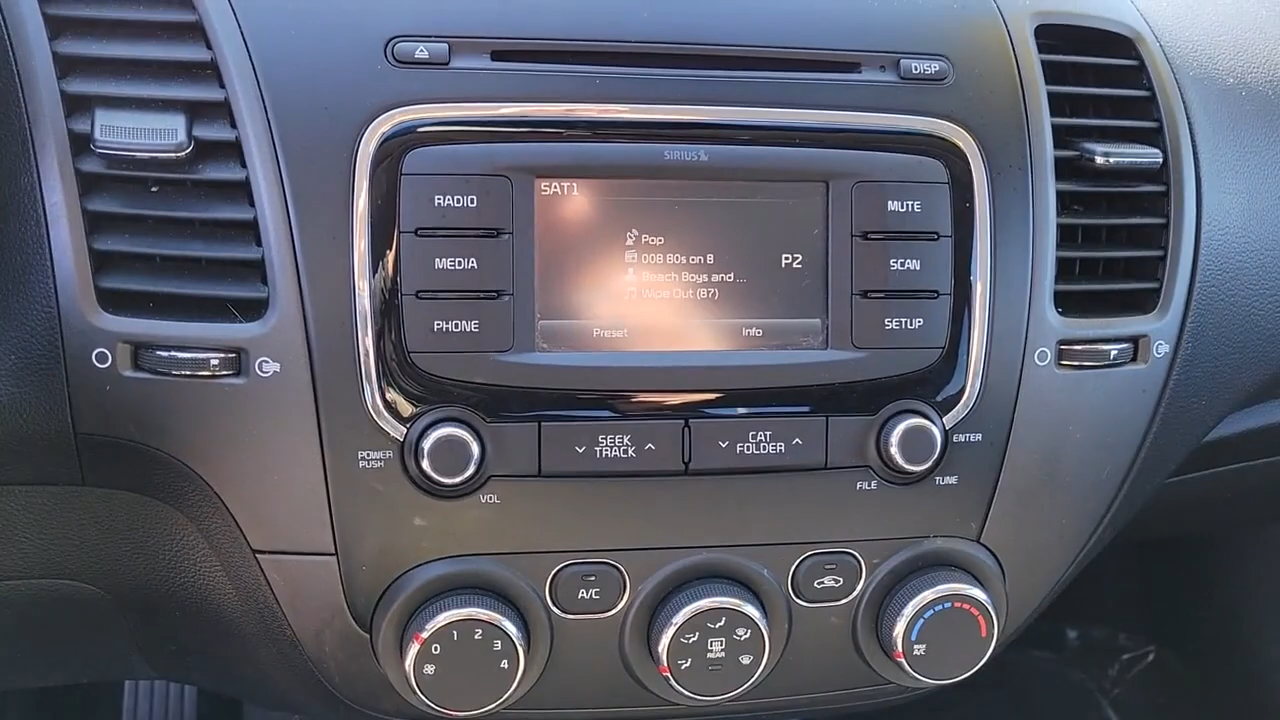 DISP
SIRIUS
SAT1
RADIO
MEDIA
PHONE
Pop
008 80s on 8
Beach Boys and ...
Wipe Out (87)
P2
Preset
Info
MUTE
SCAN
SETUP
POWER
PUSH
VOL
SEEK
TRACK
CAT
FOLDER
ENTER
FILE
TUNE
A/C
0 1 2 3 4
REAR
MAX
A/C